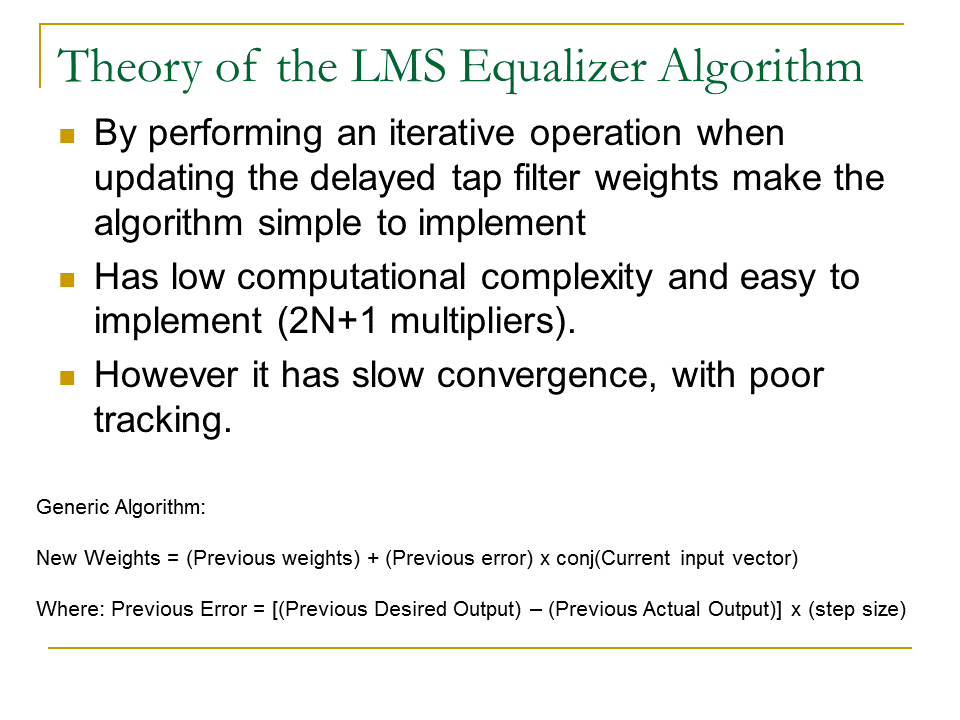 Theory of the LMS Equalizer Algorithm
By performing an iterative operation when
updating the delayed tap filter weights make the
algorithm simple to implement
Has low computational complexity and easy to
implement (2N+1 multipliers).
However it has slow convergence, with poor
tracking.
Generic Algorithm:
New Weights = (Previous weights) + (Previous error) x conj(Current input vector)
Where: Previous Error = [(Previous Desired Output) – (Previous Actual Output)] x (step size)